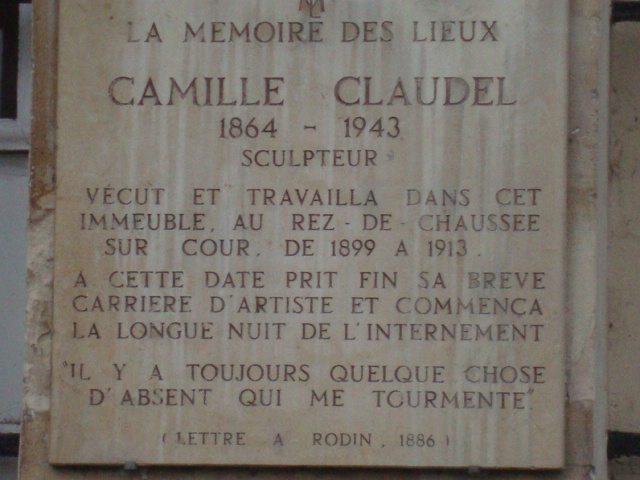 LA MEMOIRE DES LIEUX
CAMILLE CLAUDEL
1864 - 1943
SCULPTEUR
VÉCUT ET TRAVAILLA DANS CET
IMMEUBLE, AU REZ-DE-CHAUSSEE
SUR COUR, DE 1899 A 1913.
A CETTE DATE PRIT FIN SA BREVE
CARRIERE D'ARTISTE ET COMMENÇA
LA LONGUE NUIT DE L'INTERNEMENT
"IL Y A TOUJOURS QUELQUE CHOSE
D'ABSENT QUI ME TOURMENTE"
(LETTRE A RODIN, 1886)